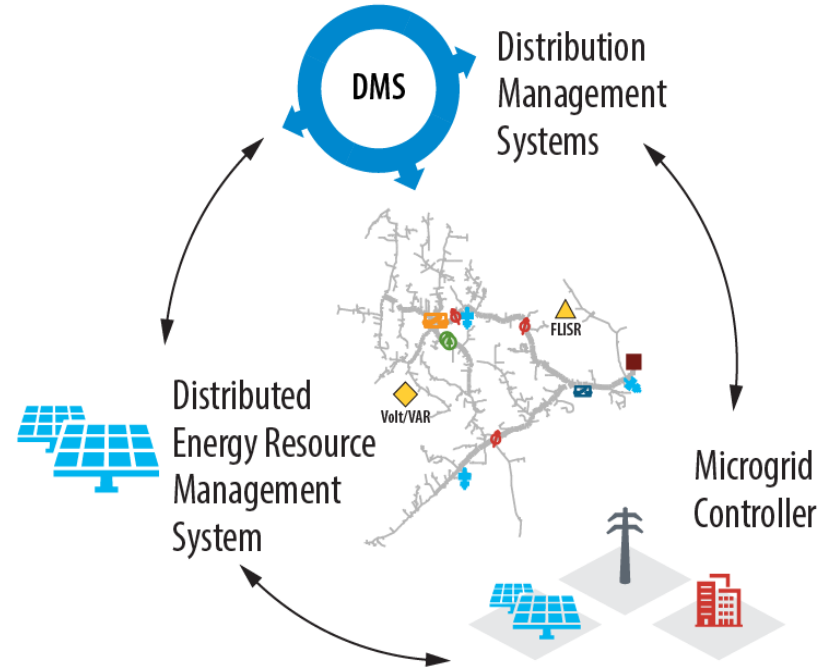 DMS
Distribution
Management
Systems
FLISR
Volt/VAR
Distributed
Energy Resource
Management
System
Microgrid
Controller